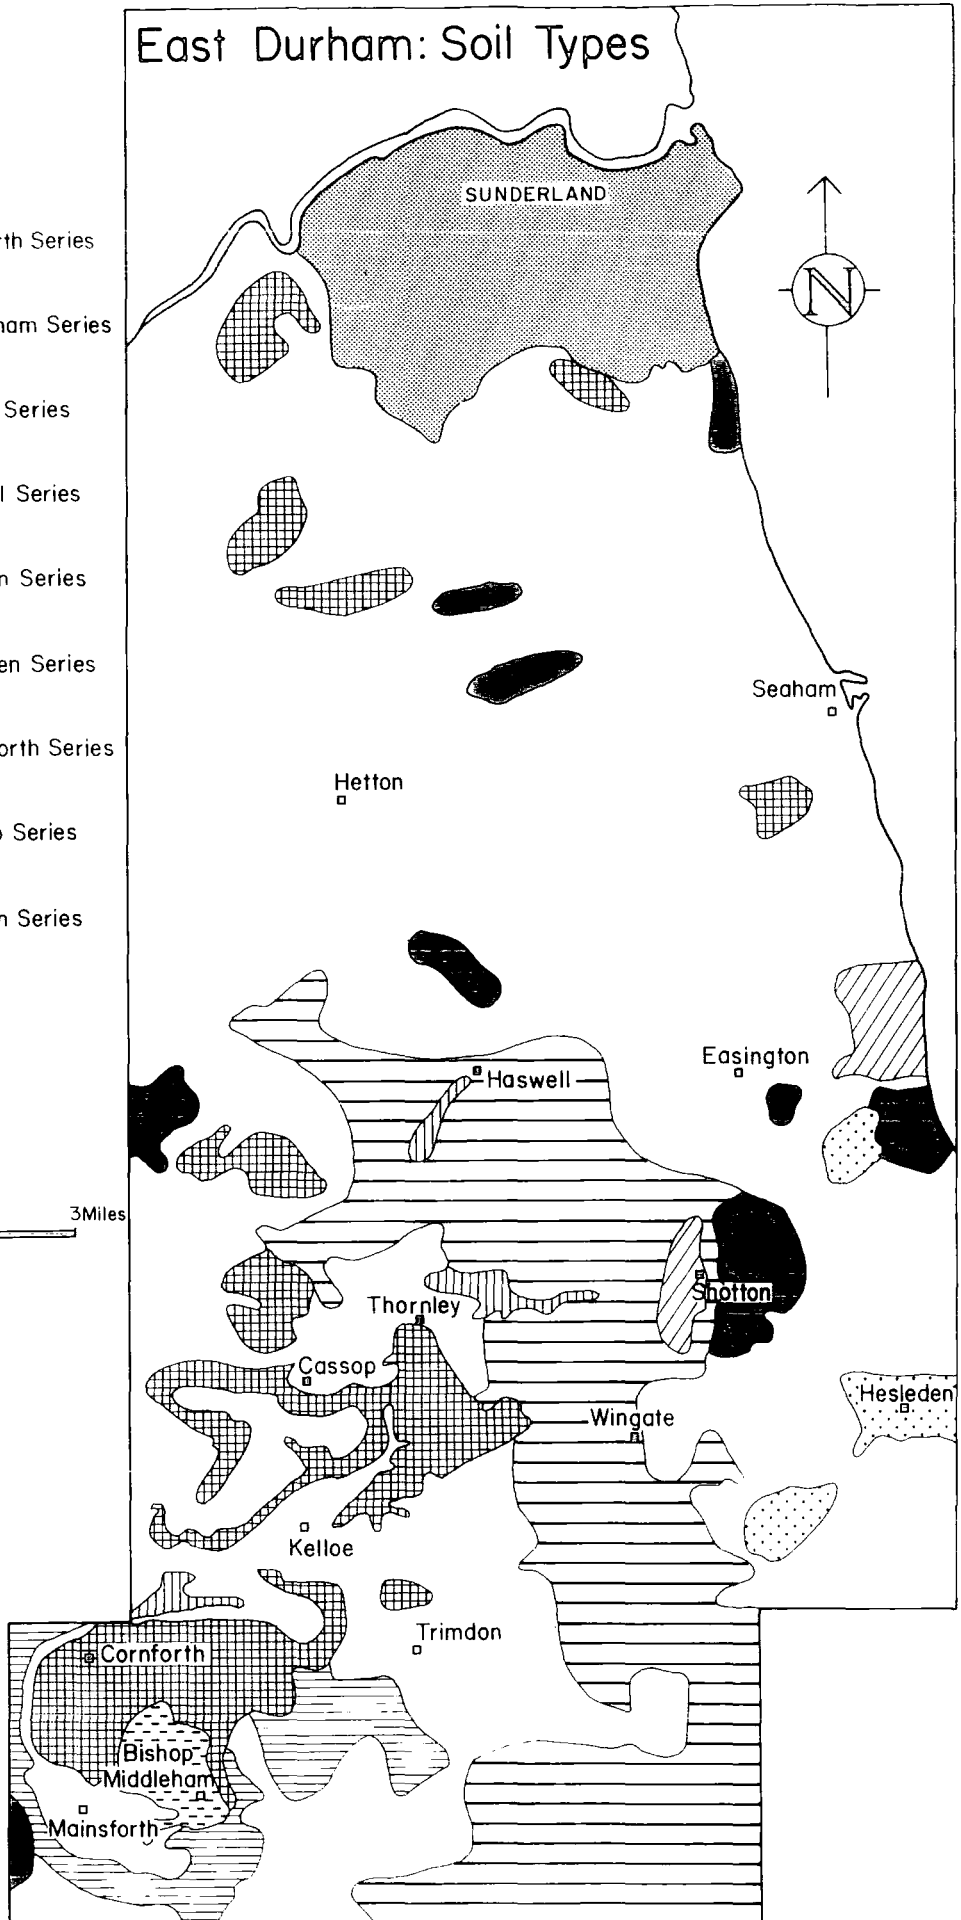 East Durham: Soil Types
SUNDERLAND
N
rth Series
ham Series
Series
l Series
n Series
en Series
orth Series
Series
n Series
3Miles
Seaham
Hetton
Easington
Haswell
Shotton
Thornley
Cassop
Hesleden
Wingate
Kelloe
Trimdon
Cornforth
Bishop
Middleham
Mainsforth